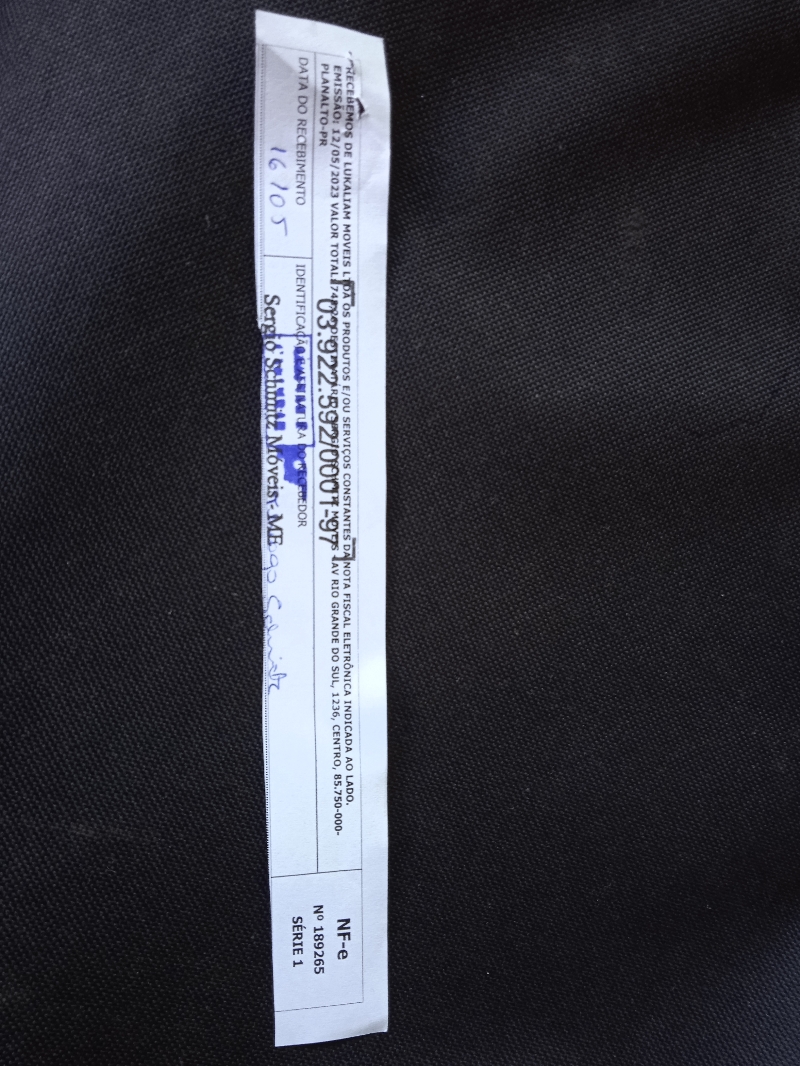 RECEBEMOS DE LUKALIAM MOVEIS LTDA OS PRODUTOS E/OU SERVIÇOS CONSTANTES DA NOTA FISCAL ELETRÔNICA INDICADA AO LADO.
EMISSÃO: 12/05/2023 VALOR TOTAL: MOVEIS AV RIO GRANDE DO SUL, 1236, CENTRO, 85.750-000-
PLANALTO-PR
03.922.592/0001-97
DATA DO RECEBIMENTO
16/05
IDENTIFICAÇÃO E ASSINATURA DO RECEBEDOR
Sergio Schmitz Móveis - ME
NF-e
Nº 189265
SÉRIE 1